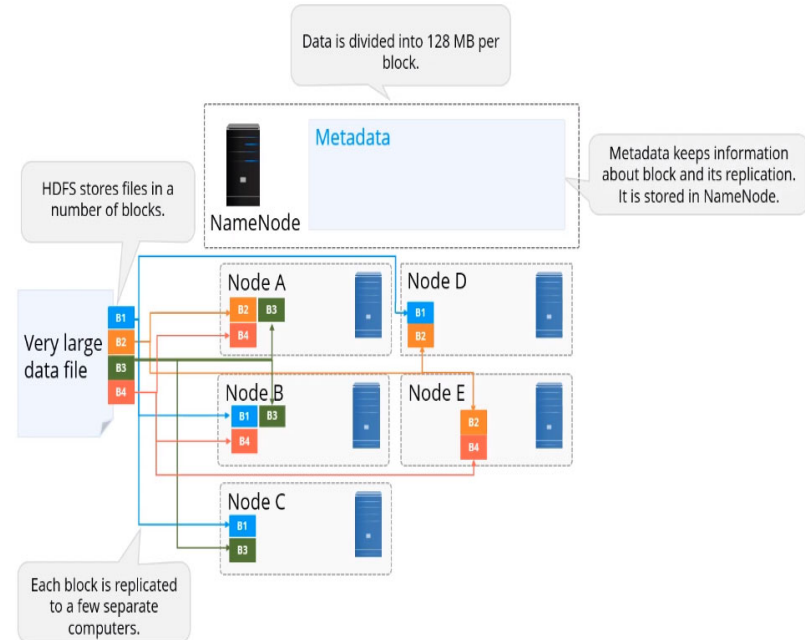 Data is divided into 128 MB per
block.
Metadata
NameNode
Metadata keeps information
about block and its replication.
It is stored in NameNode.
HDFS stores files in a
number of blocks.
Very large
data file
B1
B2
B3
B4
Node A
B2 B3
B4
Node D
B1
B2
Node B
B1 B3
B4
Node E
B2
B4
Node C
B1
B3
Each block is replicated
to a few separate
computers.